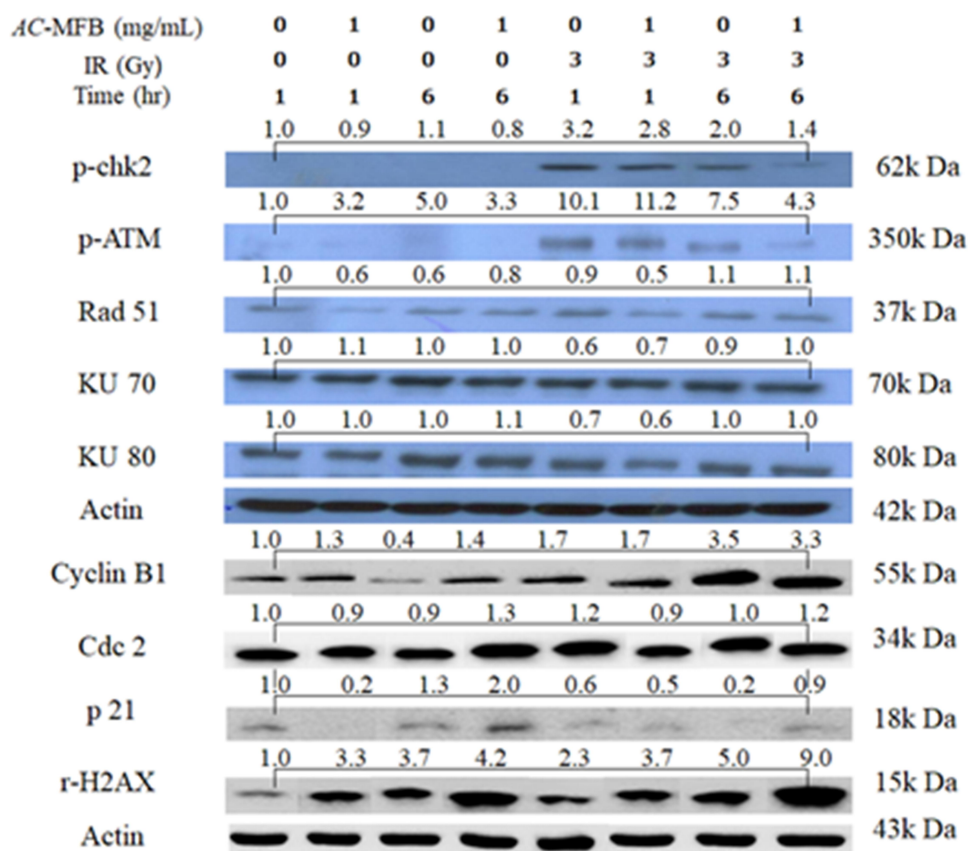 AC-MFB (mg/mL) 0 1 0 1 0 1 0 1
IR (Gy) 0 0 0 0 3 3 3 3
Time (hr) 1 1 6 6 1 1 6 6
1.0 0.9 1.1 0.8 3.2 2.8 2.0 1.4
p-chk2 62k Da
1.0 3.2 5.0 3.3 10.1 11.2 7.5 4.3
p-ATM 350k Da
1.0 0.6 0.6 0.8 0.9 0.5 1.1 1.1
Rad 51 37k Da
1.0 1.1 1.0 1.0 0.6 0.7 0.9 1.0
KU 70 70k Da
1.0 1.0 1.0 1.1 0.7 0.6 1.0 1.0
KU 80 80k Da
Actin 42k Da
1.0 1.3 0.4 1.4 1.7 1.7 3.5 3.3
Cyclin B1 55k Da
1.0 0.9 0.9 1.3 1.2 0.9 1.0 1.2
Cdc 2 34k Da
1.0 0.2 1.3 2.0 0.6 0.5 0.2 0.9
p 21 18k Da
1.0 3.3 3.7 4.2 2.3 3.7 5.0 9.0
r-H2AX 15k Da
Actin 43k Da